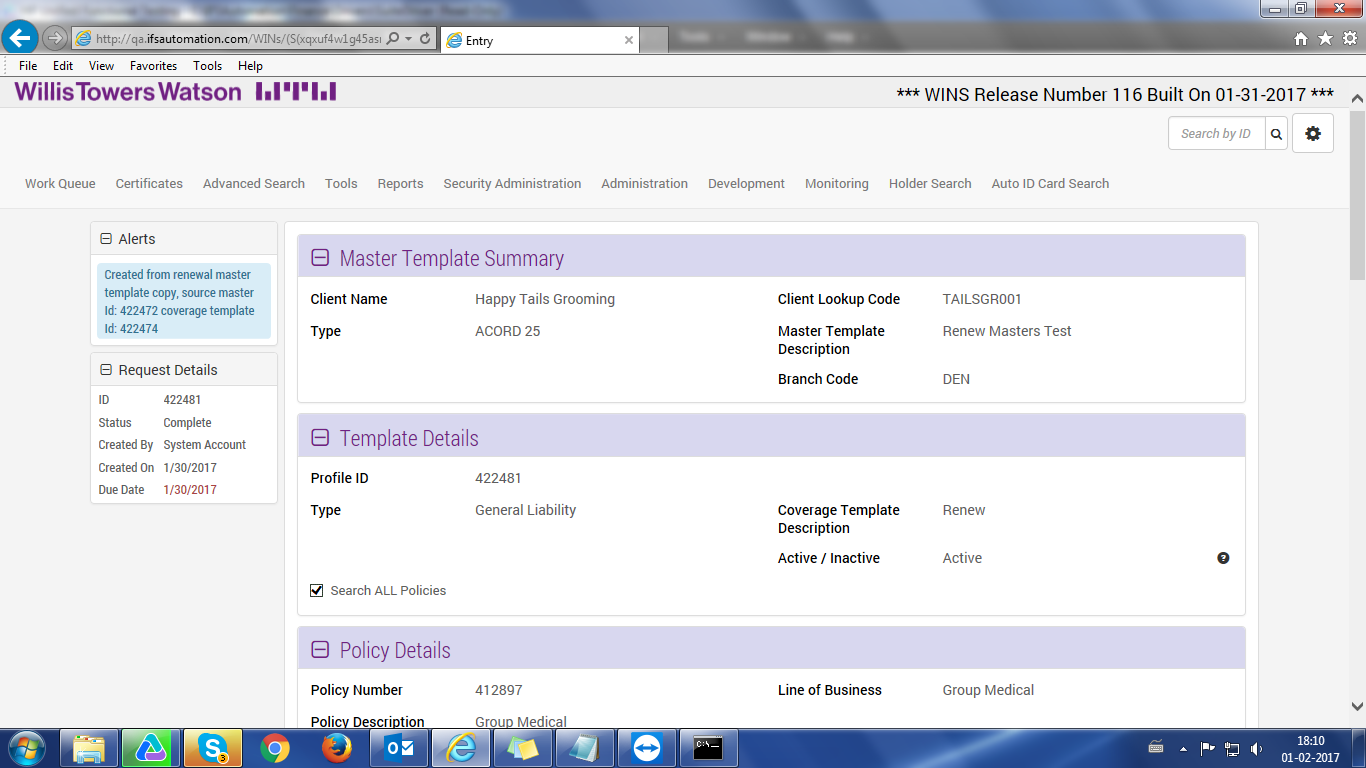 http://qa.ifsautomation.com/WINs/(S(xqxuf4w1g45asi
Entry
File Edit View Favorites Tools Help
Willis Towers Watson
*** WINS Release Number 116 Built On 01-31-2017 ***
Search by ID
Work Queue Certificates Advanced Search Tools Reports Security Administration Administration Development Monitoring Holder Search Auto ID Card Search
Alerts
Created from renewal master
template copy, source master
Id: 422472 coverage template
Id: 422474
Request Details
ID 422481
Status Complete
Created By System Account
Created On 1/30/2017
Due Date 1/30/2017
Master Template Summary
Client Name Happy Tails Grooming Client Lookup Code TAILSGR001
Type ACORD 25 Master Template Renew Masters Test
Description
Branch Code DEN
Template Details
Profile ID 422481
Type General Liability Coverage Template Renew
Description
Active / Inactive Active
Search ALL Policies
Policy Details
Policy Number 412897 Line of Business Group Medical
Policy Description Group Medical
3
C:\_
18:10
01-02-2017